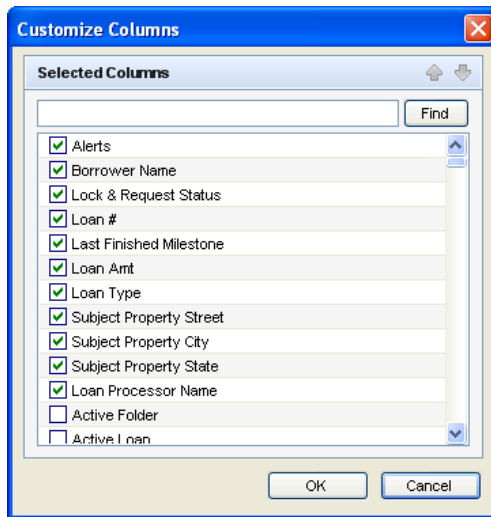 Customize Columns
Selected Columns
Find
Alerts
Borrower Name
Lock & Request Status
Loan #
Last Finished Milestone
Loan Amt
Loan Type
Subject Property Street
Subject Property City
Subject Property State
Loan Processor Name
Active Folder
Active Loan
OK Cancel